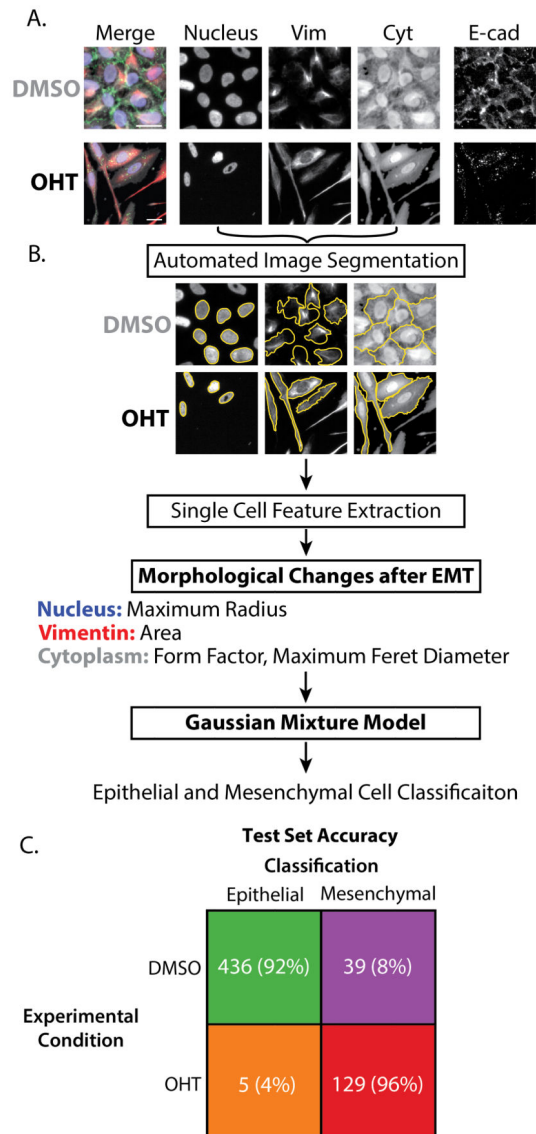 A.
Merge Nucleus Vim Cyt E-cad
DMSO
OHT
B.
Automated Image Segmentation
DMSO
OHT
Single Cell Feature Extraction
Morphological Changes after EMT
Nucleus: Maximum Radius
Vimentin: Area
Cytoplasm: Form Factor, Maximum Feret Diameter
Gaussian Mixture Model
Epithelial and Mesenchymal Cell Classificaiton
C.
Test Set Accuracy
Classification
Epithelial Mesenchymal
DMSO 436 (92%) 39 (8%)
Experimental
Condition
OHT 5 (4%) 129 (96%)